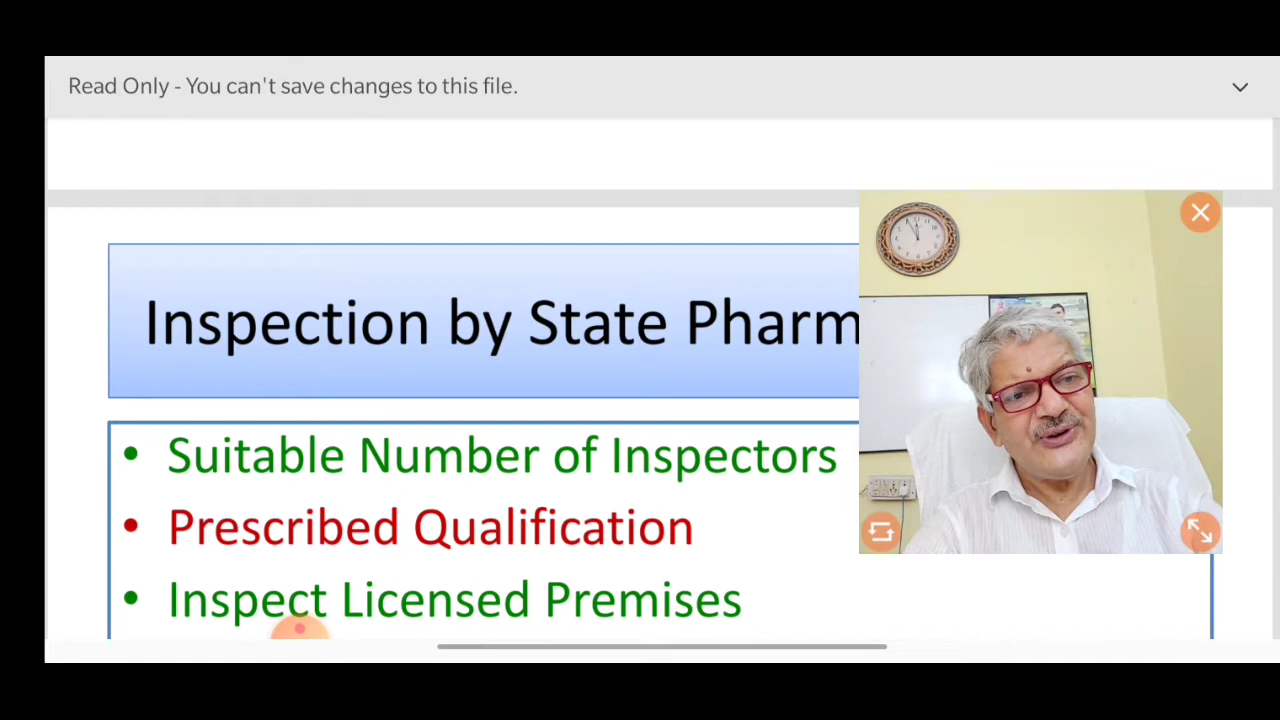 Read Only - You can't save changes to this file.
Inspection by State Pharm
• Suitable Number of Inspectors
• Prescribed Qualification
• Inspect Licensed Premises